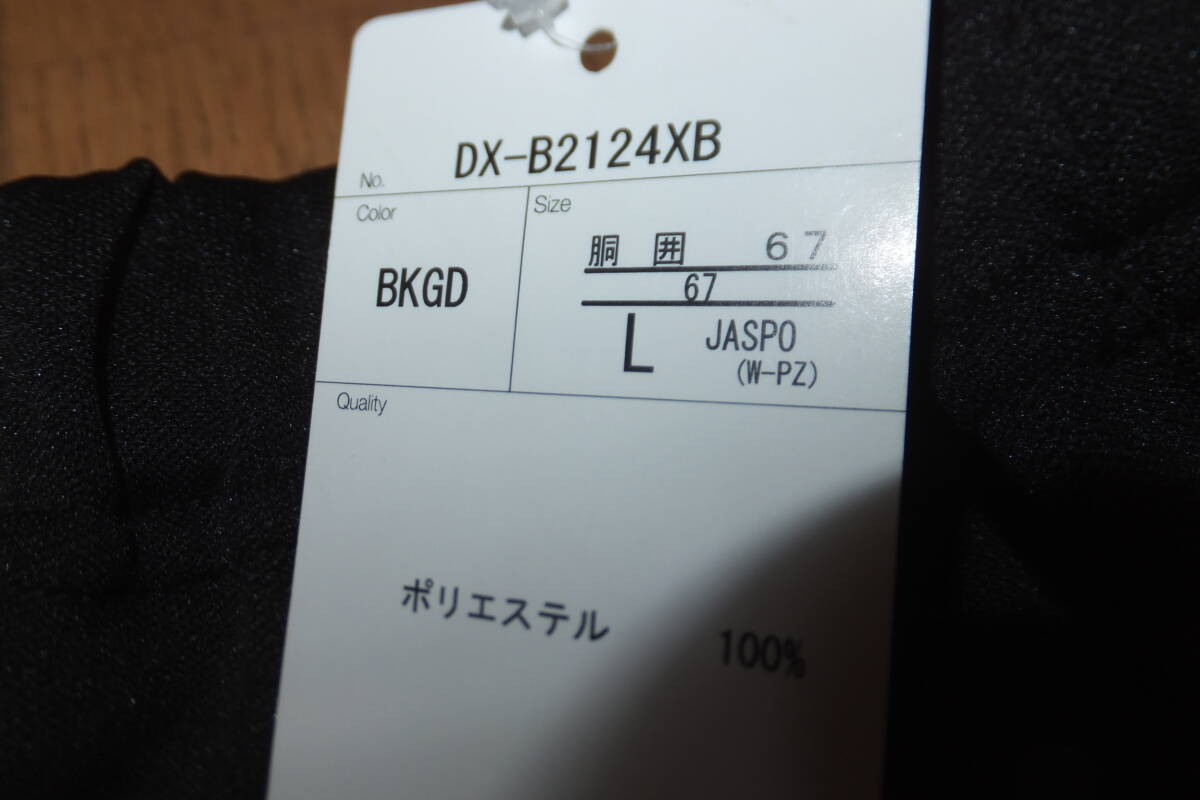 No. DX-B2124XB
Color
BKGD
Size
胴 囲 67
67
L JASPO
(W-PZ)
Quality
ポリエステル 100%